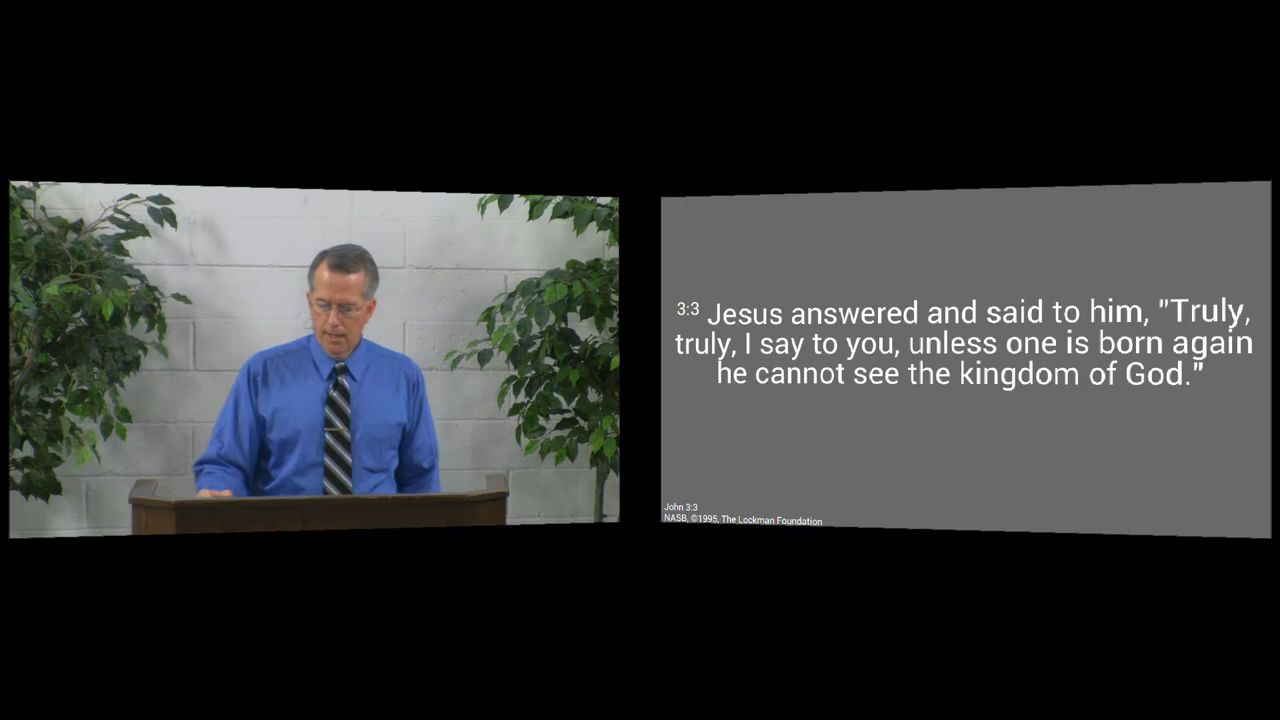 3:3 Jesus answered and said to him, "Truly,
truly, I say to you, unless one is born again
he cannot see the kingdom of God."
John 3:3
NASB, ©1995, The Lockman Foundation